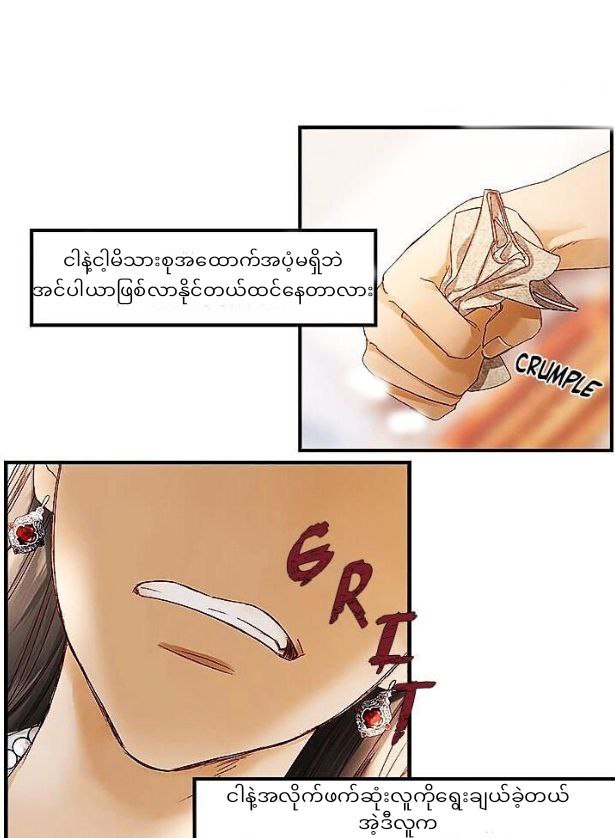 ငါနဲ့ငါ့မိသားစုအထောက်အပံ့မရှိဘဲ
အင်ပါယာဖြစ်လာနိုင်တယ်ထင်နေတာလား
CRUMPLE
GRIT
ငါနဲ့အလိုက်ဖက်ဆုံးလူကိုရွေးချယ်ခဲ့တယ်
အဲ့ဒီလူက